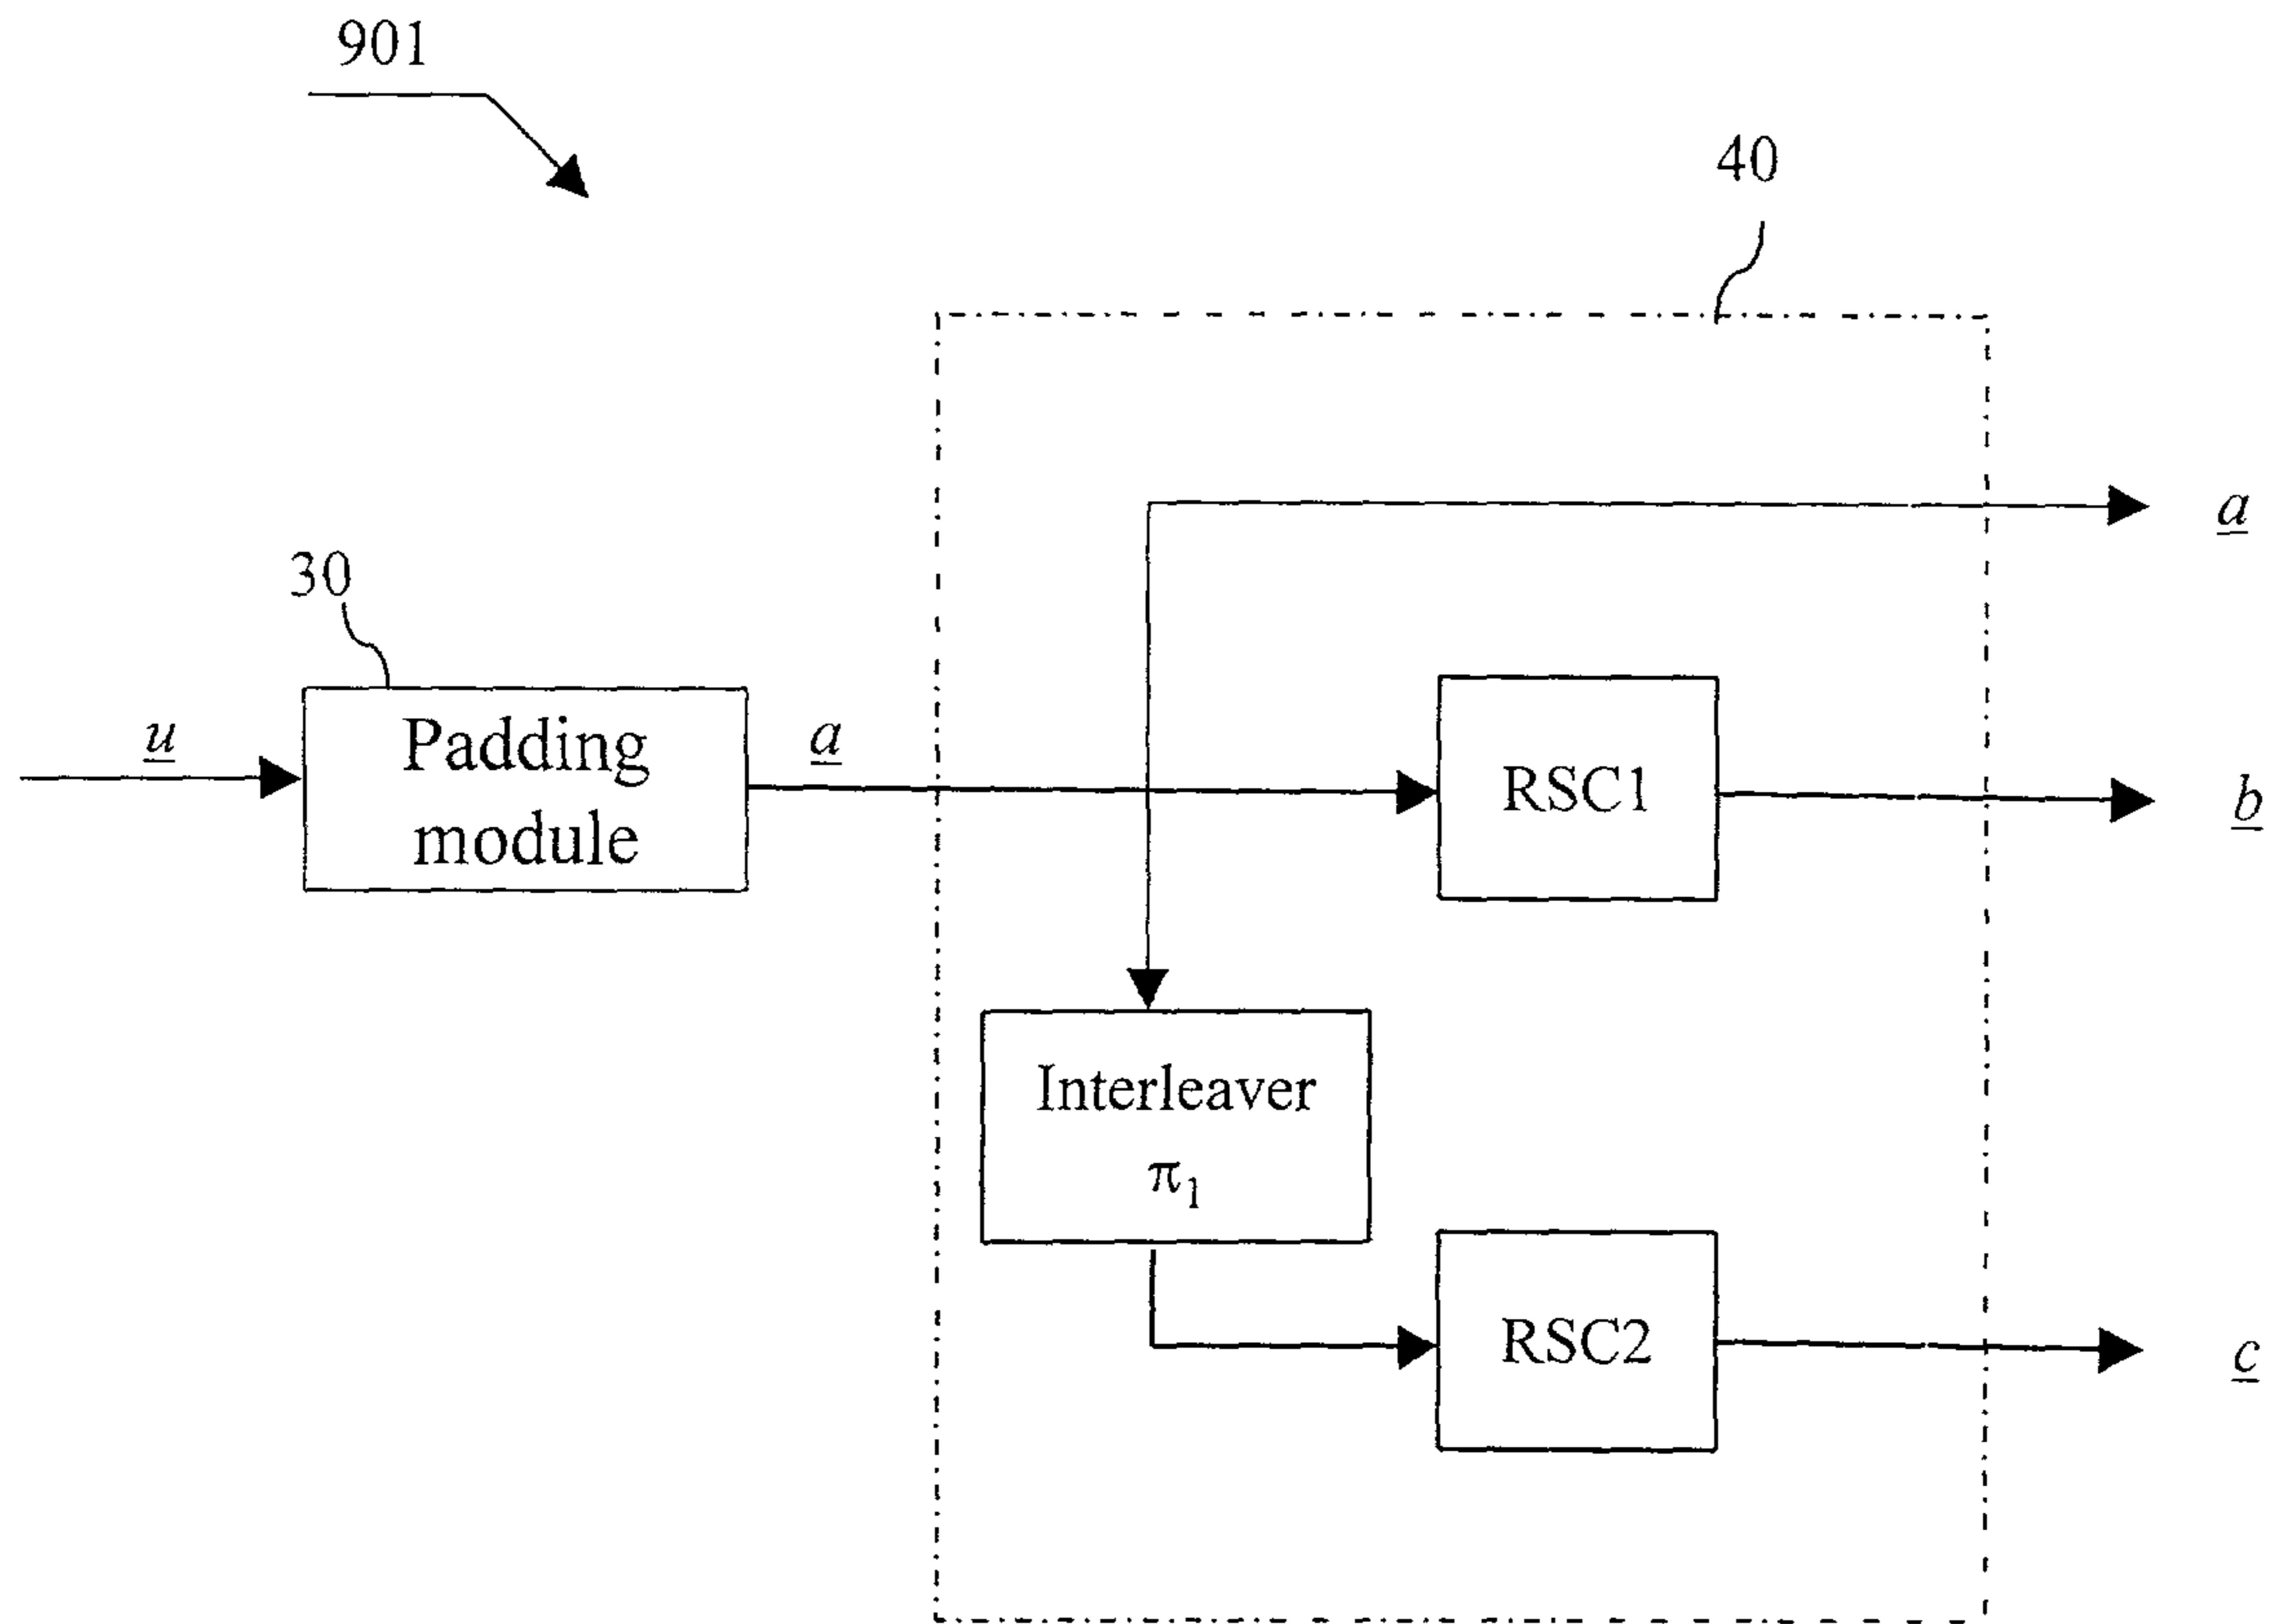 901
40
a
30
u
Padding
module
a
RSC1
b
Interleaver
π₁
RSC2
c